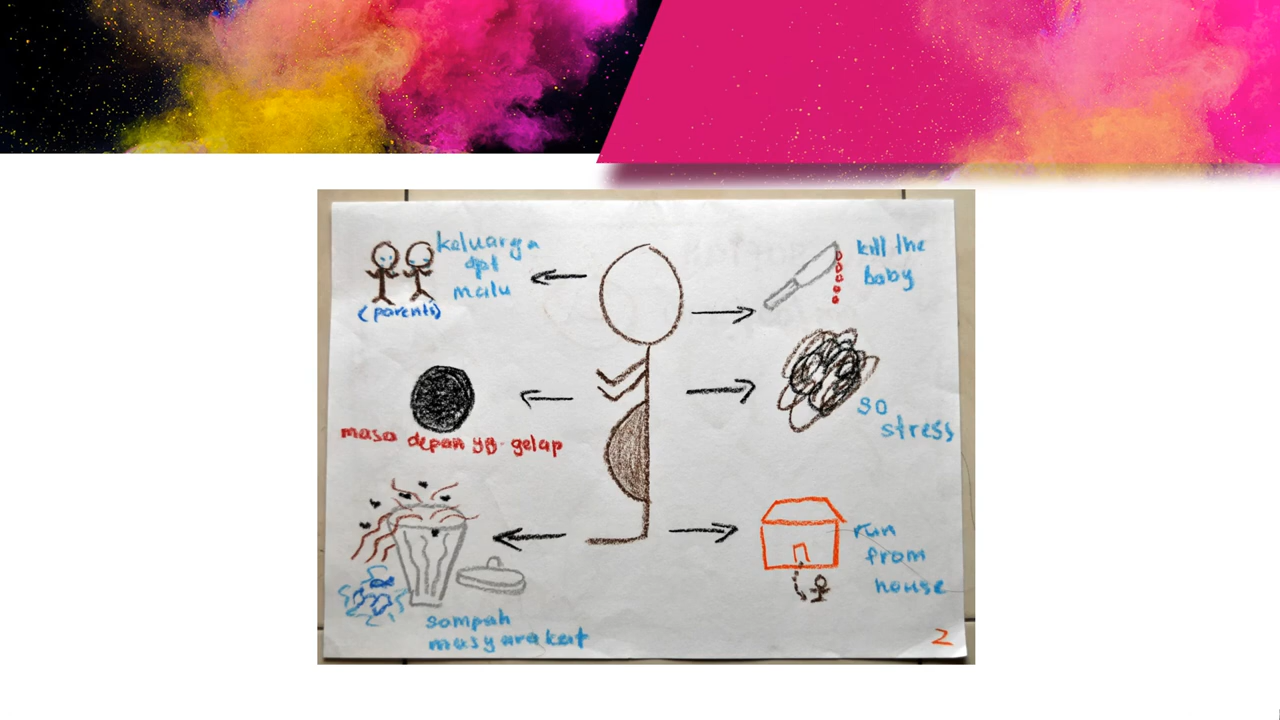 keluarga
dpt
malu
(parents)
masa depan yg gelap
sampah
masyarakat
kill the
baby
so
stress
run
from
house
2